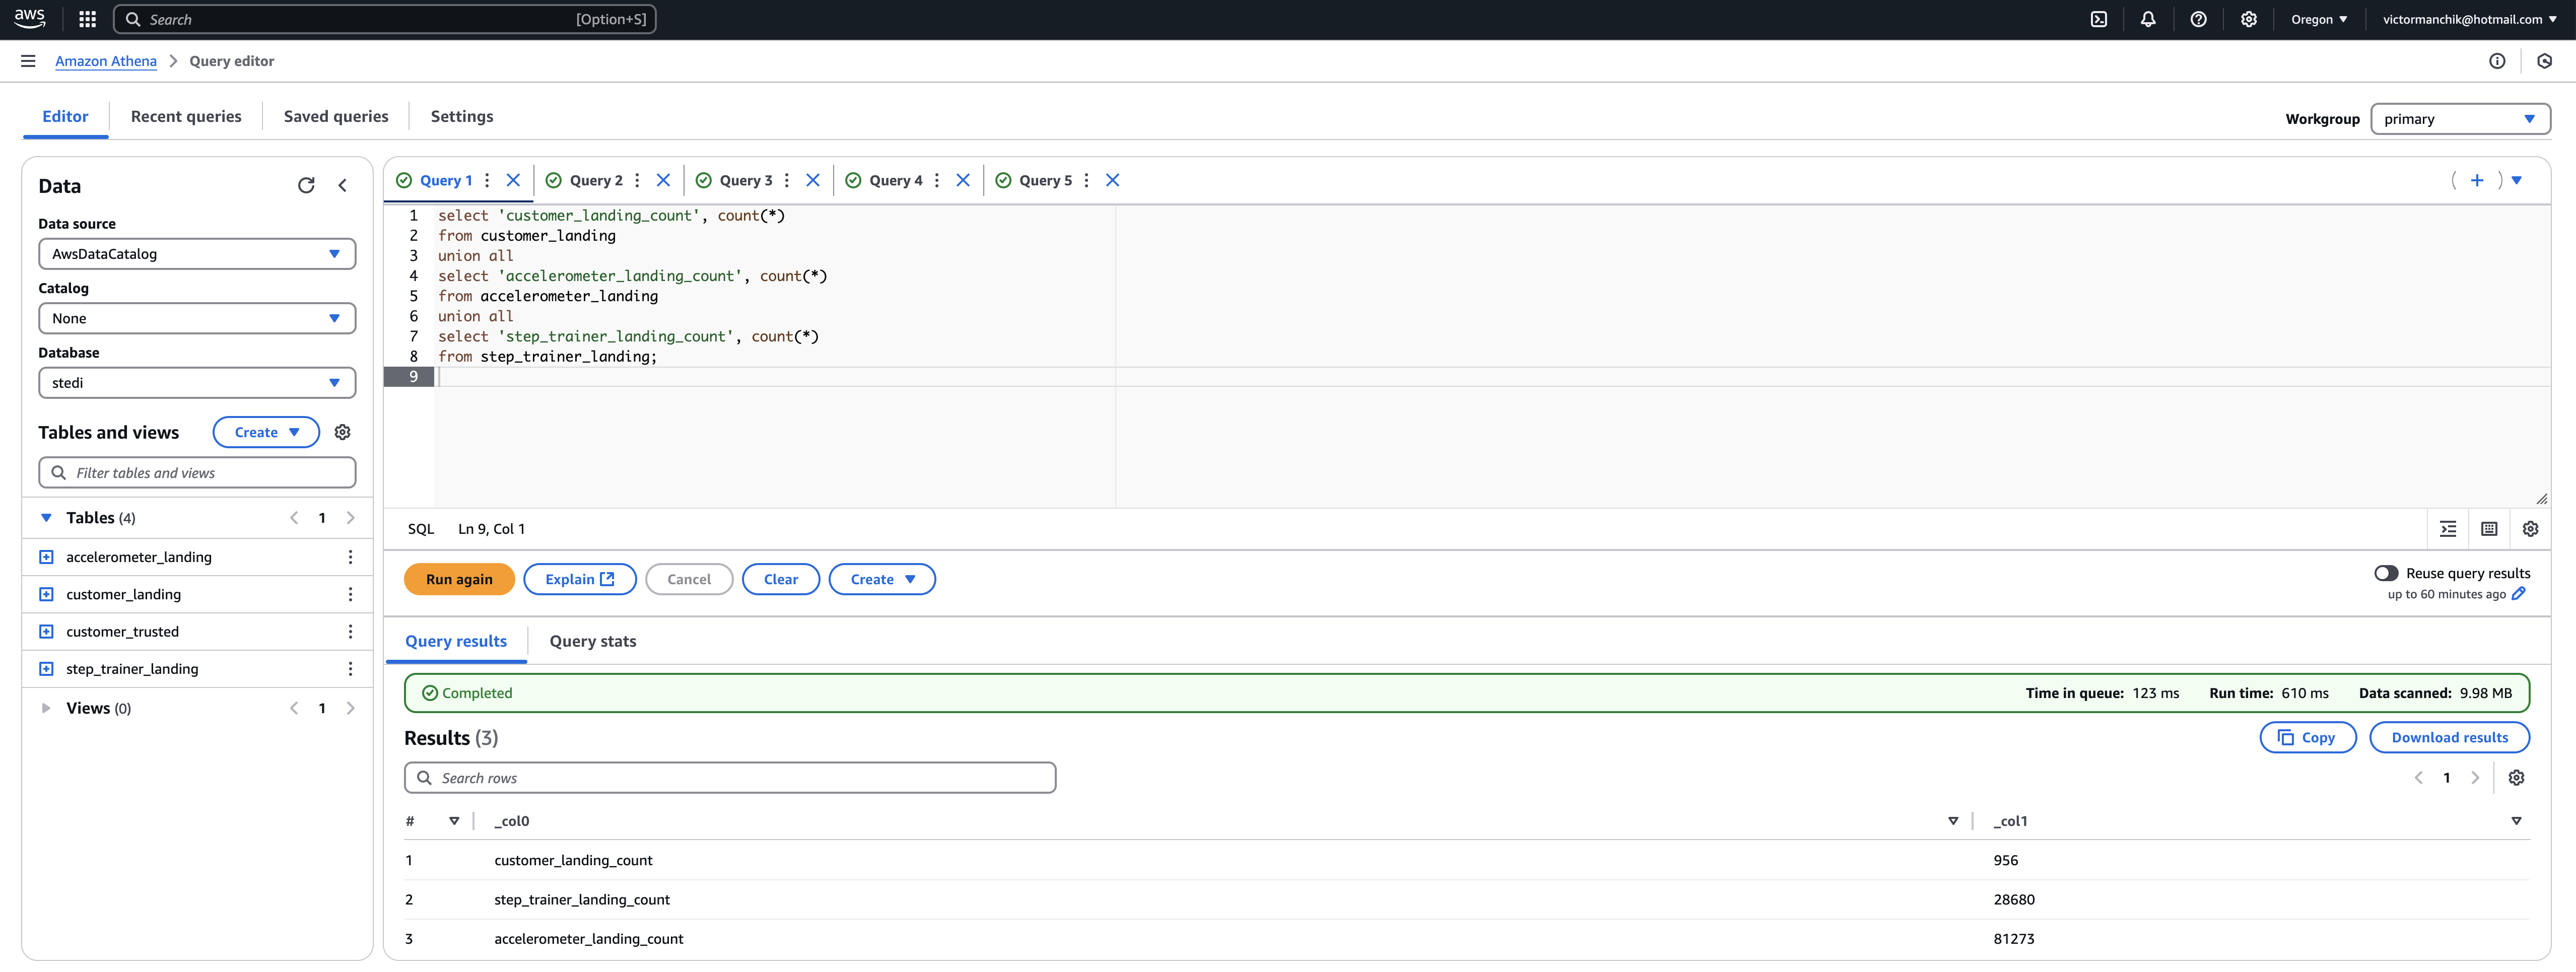 aws
Search [Option+S]
Oregon
victormanchik@hotmail.com
Amazon Athena
Query editor
Editor
Recent queries
Saved queries
Settings
Workgroup
primary
Data
Data source
AwsDataCatalog
Catalog
None
Database
stedi
Tables and views
Create
Filter tables and views
Tables (4)
1
accelerometer_landing
customer_landing
customer_trusted
step_trainer_landing
Views (0)
1
Query 1
Query 2
Query 3
Query 4
Query 5
1 select 'customer_landing_count', count(*)
2 from customer_landing
3 union all
4 select 'accelerometer_landing_count', count(*)
5 from accelerometer_landing
6 union all
7 select 'step_trainer_landing_count', count(*)
8 from step_trainer_landing;
9
SQL Ln 9, Col 1
Run again
Explain
Cancel
Clear
Create
Reuse query results
up to 60 minutes ago
Query results
Query stats
Completed
Time in queue: 123 ms
Run time: 610 ms
Data scanned: 9.98 MB
Results (3)
Copy
Download results
Search rows
1
# _col0 _col1
1 customer_landing_count 956
2 step_trainer_landing_count 28680
3 accelerometer_landing_count 81273